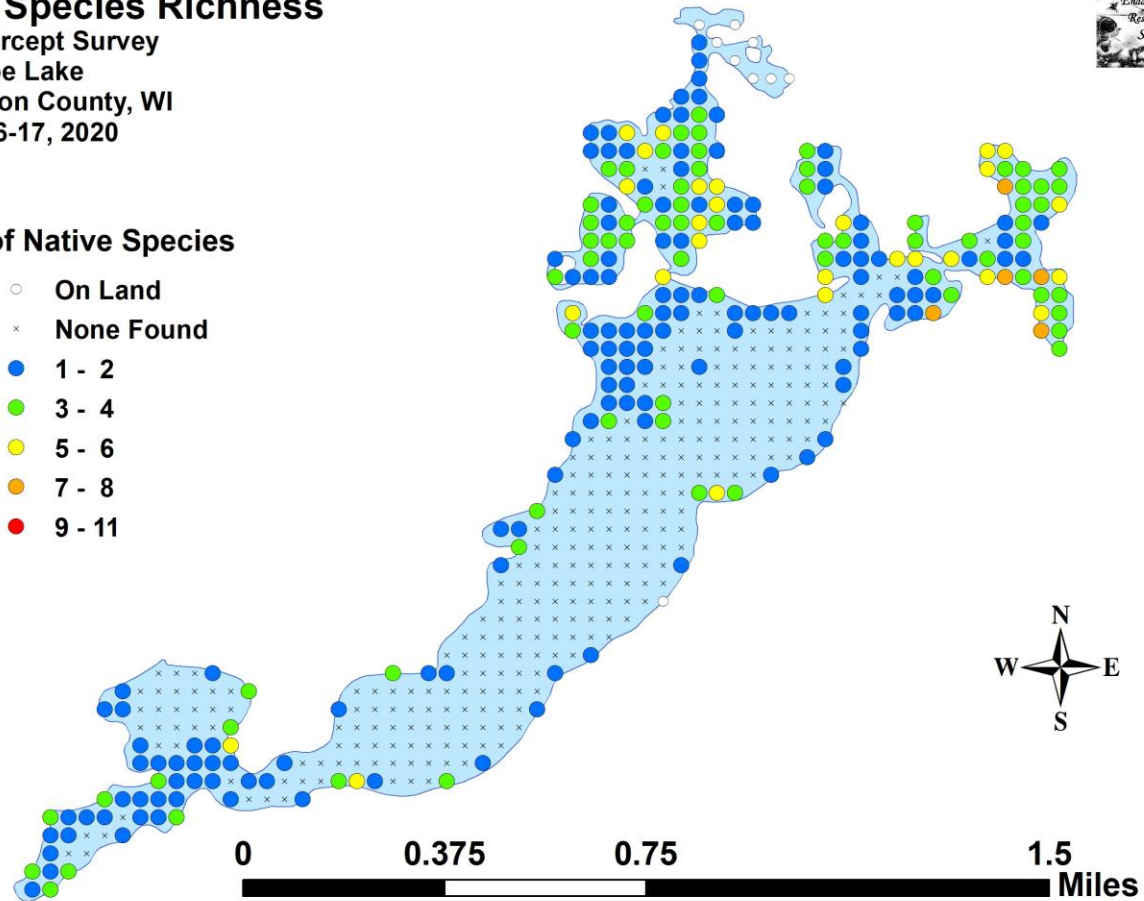 Species Richness
rcept Survey
e Lake
on County, WI
6-17, 2020
of Native Species
On Land
None Found
1 - 2
3 - 4
5 - 6
7 - 8
9 - 11
N
W E
S
0 0.375 0.75 1.5
Miles